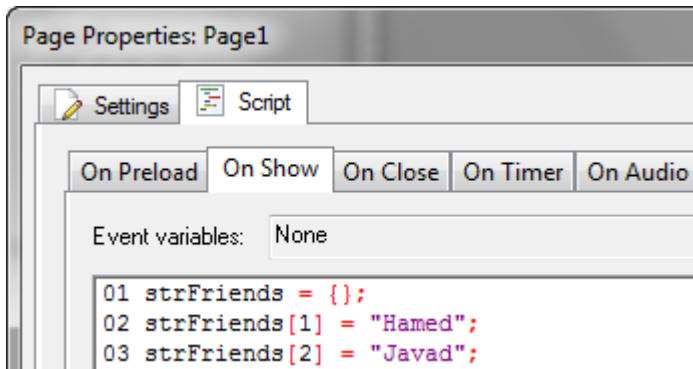 Page Properties: Page1
Settings Script
On Preload On Show On Close On Timer On Audio
Event variables: None
01 strFriends = {};
02 strFriends[1] = "Hamed";
03 strFriends[2] = "Javad";